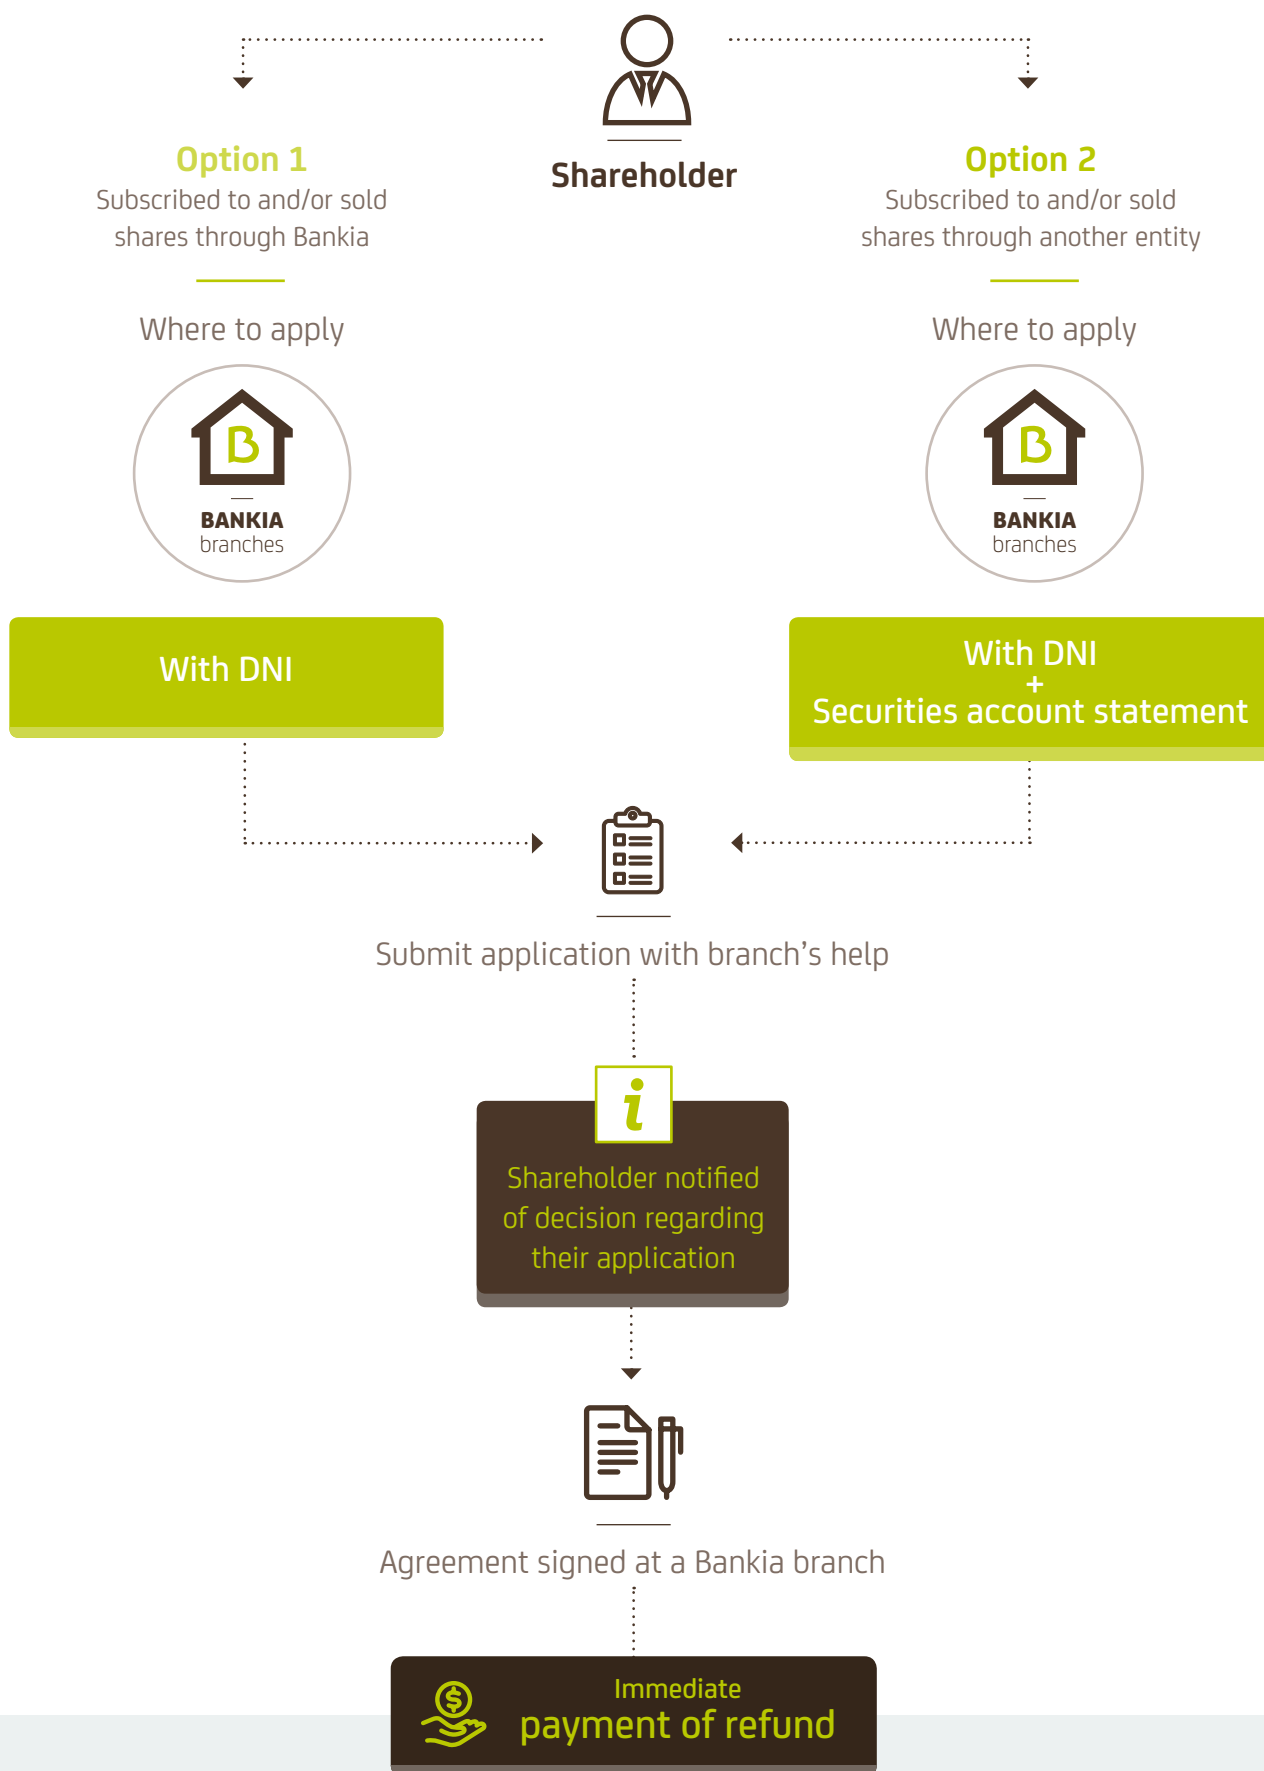 Shareholder
Option 1
Subscribed to and/or sold
shares through Bankia
Where to apply
B
BANKIA
branches
With DNI
Option 2
Subscribed to and/or sold
shares through another entity
Where to apply
B
BANKIA
branches
With DNI
+
Securities account statement
Submit application with branch’s help
i
Shareholder notified
of decision regarding
their application
Agreement signed at a Bankia branch
$
Immediate
payment of refund